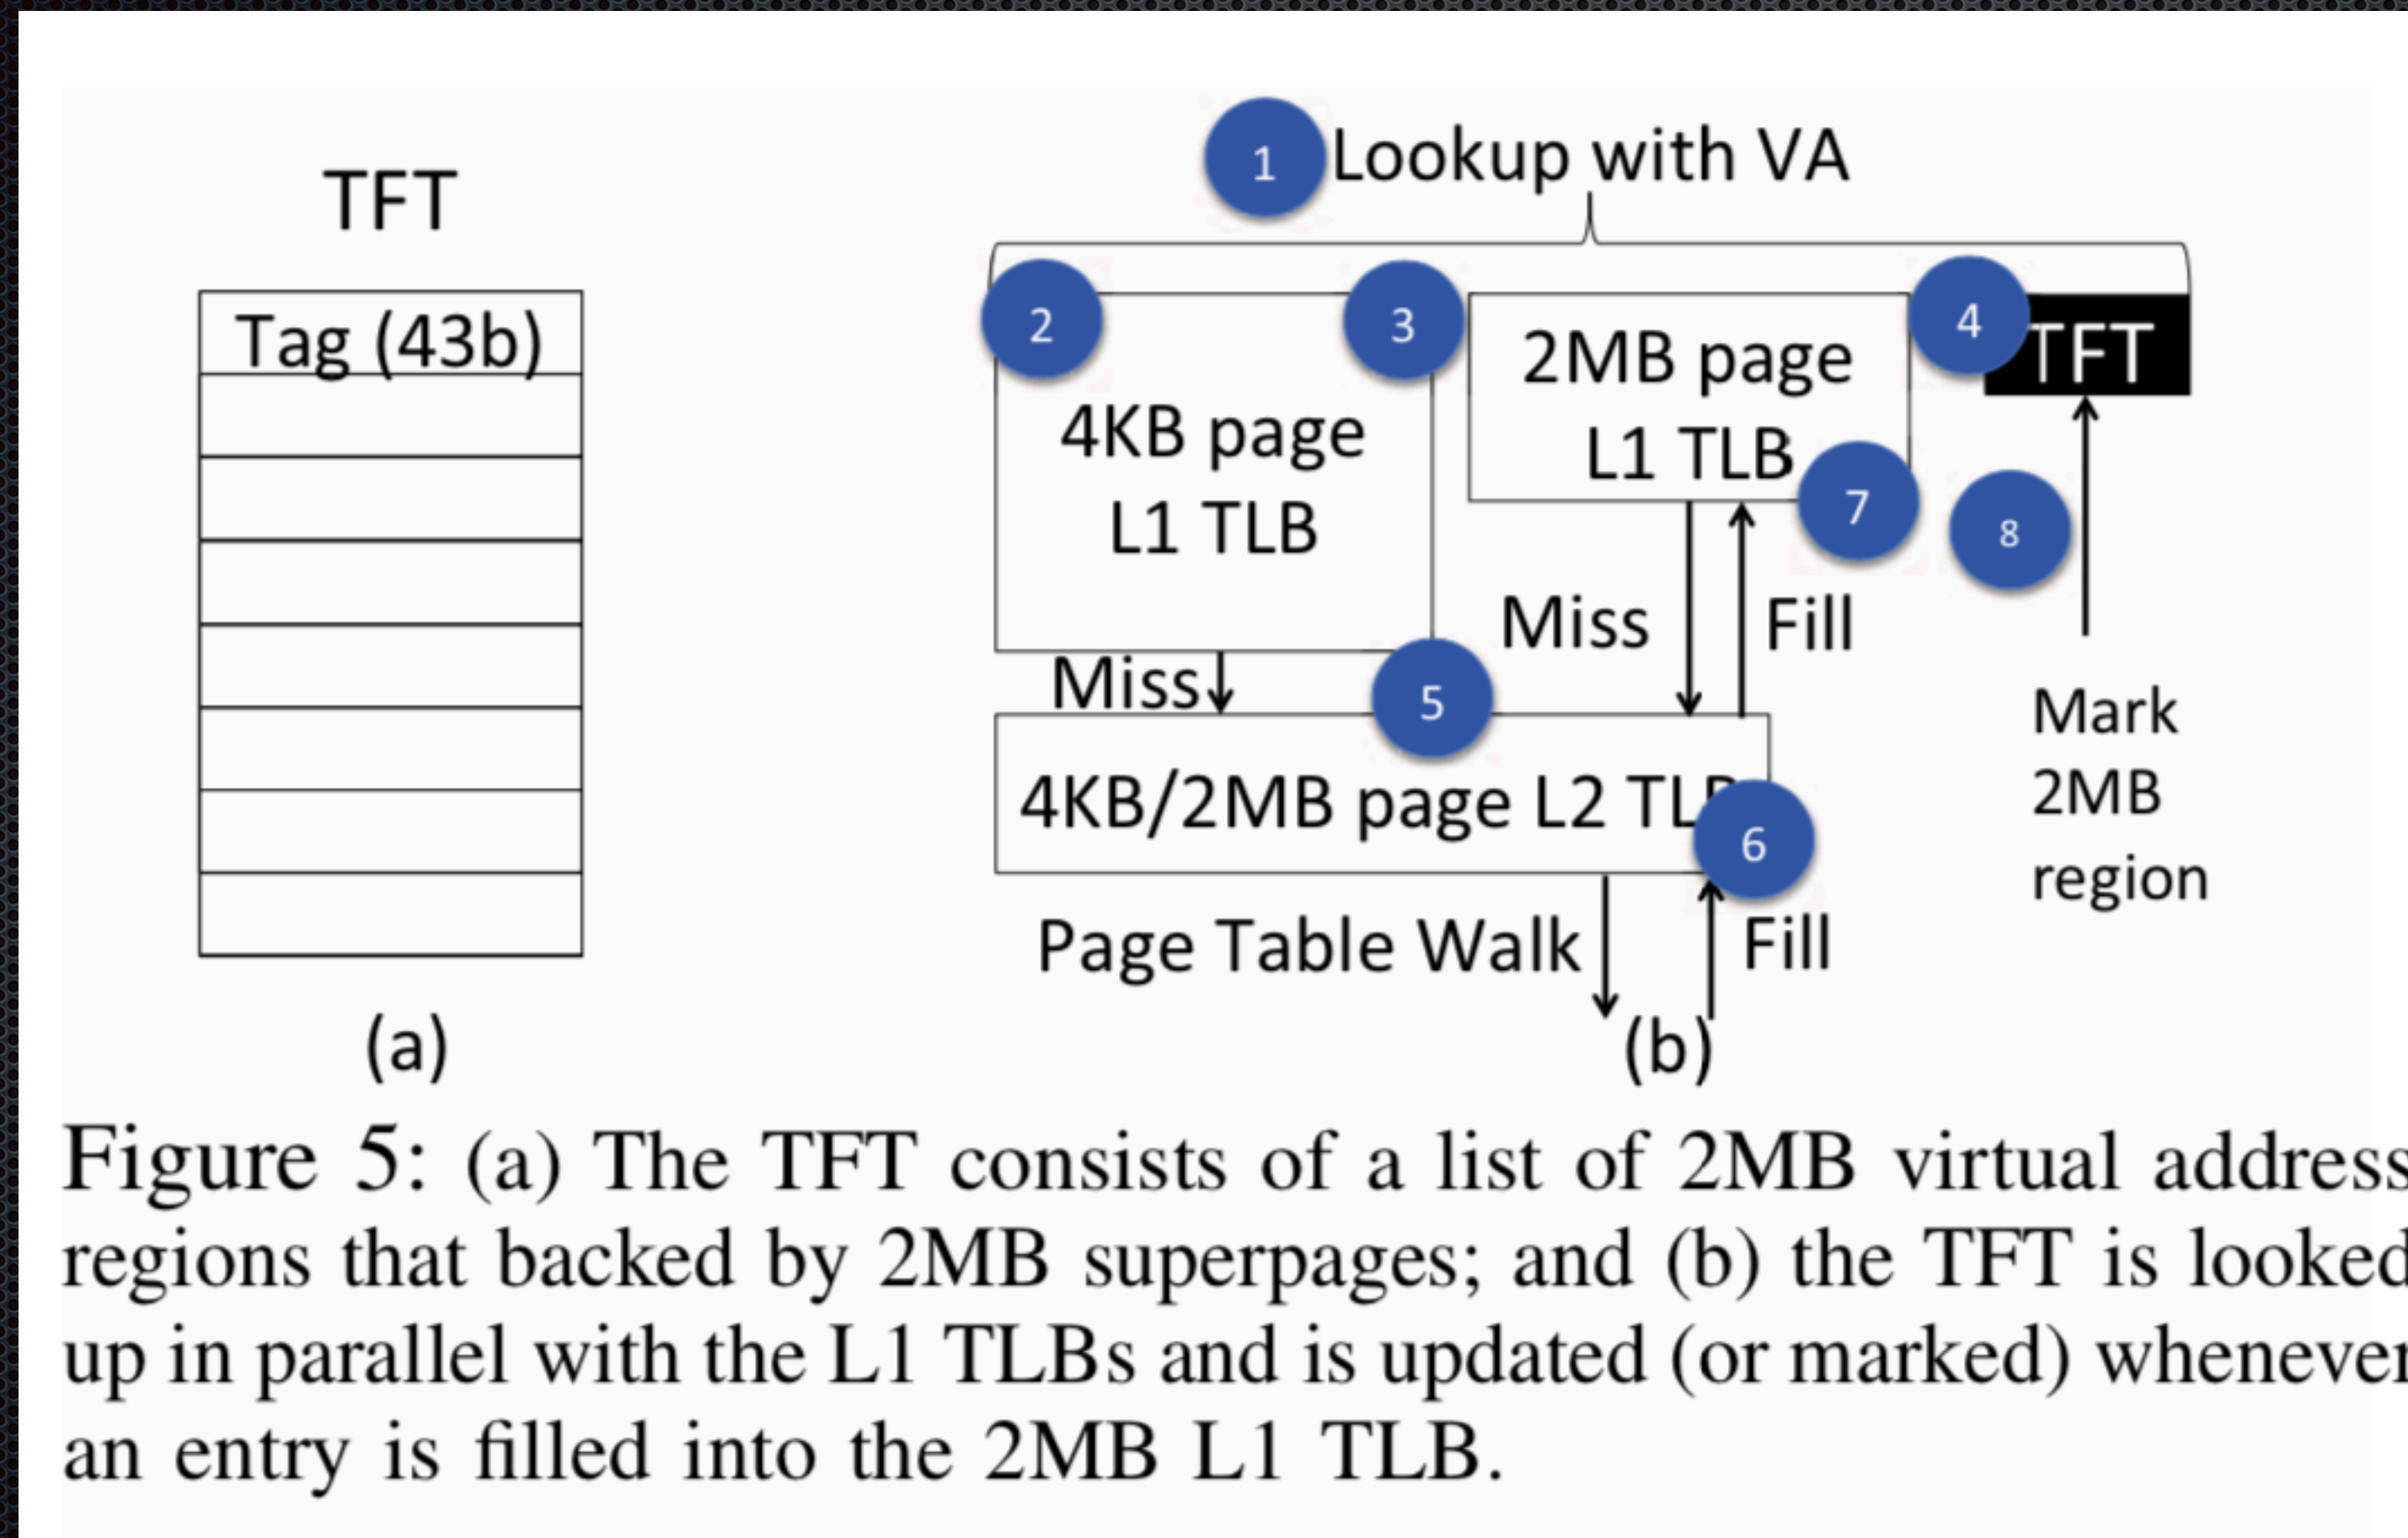 TFT
Tag (43b)
(a)
1 Lookup with VA
2
3
4
4KB page
L1 TLB
2MB page
L1 TLB
TFT
7
8
Miss
Miss
Fill
5
4KB/2MB page L2 TLB
6
Mark
2MB
region
Page Table Walk
Fill
(b)
Figure 5: (a) The TFT consists of a list of 2MB virtual address
regions that backed by 2MB superpages; and (b) the TFT is looked
up in parallel with the L1 TLBs and is updated (or marked) whenever
an entry is filled into the 2MB L1 TLB.